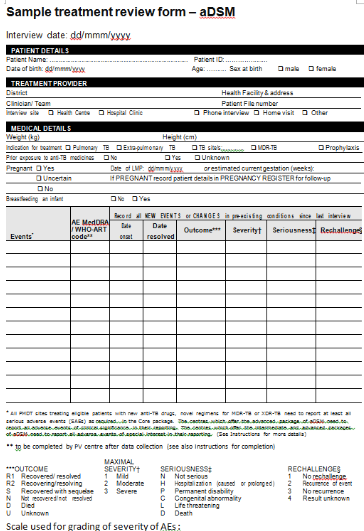 Sample treatment review form – aDSM
Interview date: dd/mmm/yyyy
PATIENT DETAILS
Patient Name: Patient ID:
Date of birth: dd/mmm/yyyy Age: Sex at birth □ male □ female
TREATMENT PROVIDER
District Health Facility & address
Clinician/ Team Patient File number
Interview site □ Health Centre □ Hospital Clinic □ Phone interview □ Home visit □ Other
MEDICAL DETAILS
Weight (kg) Height (cm)
Indication for treatment □ Pulmonary TB □ Extra-pulmonary TB □ TB site/s □ MDR-TB □ Prophylaxis
Prior exposure to anti-TB medicines □ No □ Yes □ Unknown
Pregnant □ Yes Date of LMP: dd/mmm/yyyy or estimated current gestation (weeks):
□ Uncertain If PREGNANT record patient details in PREGNANCY REGISTER for follow-up
□ No
Breastfeeding an infant □ No □ Yes
Record all NEW EVENTS or CHANGES in pre-existing conditions since last interview
Events* AE MedDRA / WHO-ART code** Date onset Date resolved Outcome*** Severity† Seriousness‡ Rechallenge§
* All PMDT sites treating eligible patients with new anti-TB drugs, novel regimens for MDR-TB or XDR-TB need to report at least all
serious adverse events (SAEs) as required, in the Core package. The centres which offer the advanced package of aDSM need to
report all adverse events of clinical significance, in their reporting. The centres which offer the intermediate and advanced packages
of aDSM need to report all adverse events of special interest in their reporting. (See Instructions for more details)
** to be completed by PV centre after data collection (see also instructions for completion)
***OUTCOME MAXIMAL SEVERITY† SERIOUSNESS‡ RECHALLENGE§
R1 Recovered/ resolved 1 Mild N Not serious 1 No rechallenge
R2 Recovering/resolving 2 Moderate H Hospitalization (caused or prolonged) 2 Recurrence of event
S Recovered with sequelae 3 Severe P Permanent disability 3 No recurrence
N Not recovered/not resolved C Congenital abnormality 4 Result unknown
D Died L Life threatening
U Unknown D Death
Scale used for grading of severity of AEs :